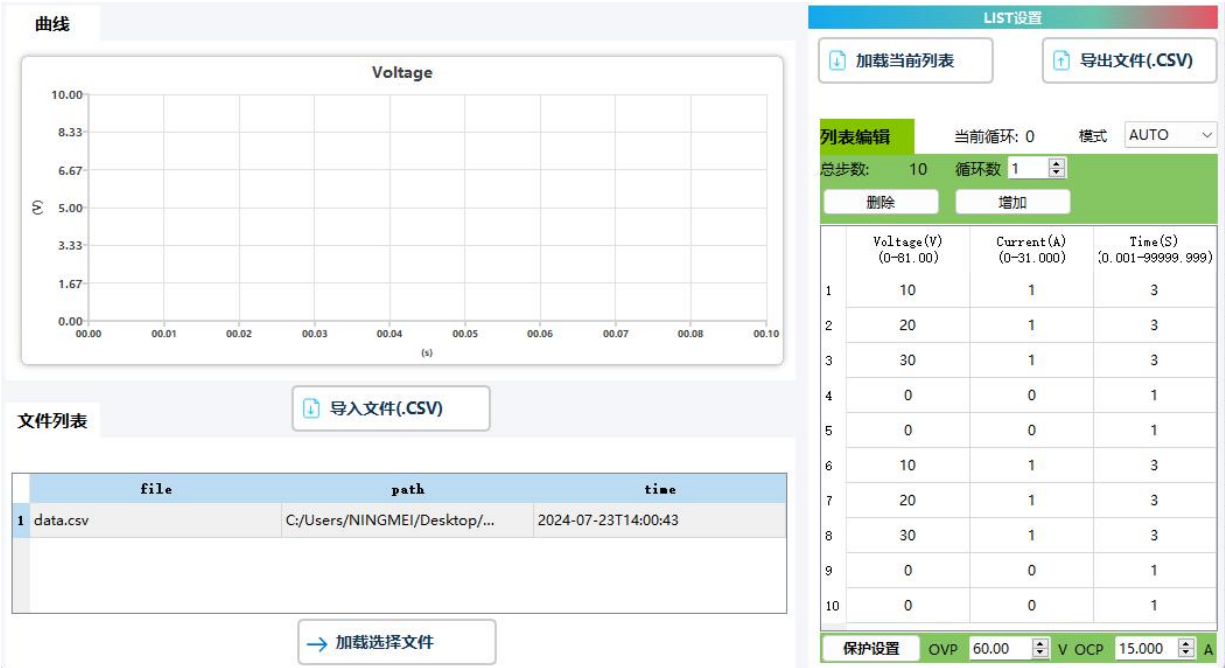 曲线
Voltage
10.00
8.33
6.67
5.00
3.33
1.67
0.00
(V)
00.00 00.01 00.02 00.03 00.04 00.05 00.06 00.07 00.08 00.10
(s)
导入文件(.CSV)
文件列表
file path time
1 data.csv C:/Users/NINGMEI/Desktop/... 2024-07-23T14:00:43
加载选择文件
LIST设置
加载当前列表 导出文件(.CSV)
列表编辑 当前循环: 0 模式 AUTO
总步数: 10 循环数 1
删除 增加
Voltage(V) Current(A) Time(S)
(0-81.00) (0-31.000) (0.001-99999.999)
1 10 1 3
2 20 1 3
3 30 1 3
4 0 0 1
5 0 0 1
6 10 1 3
7 20 1 3
8 30 1 3
9 0 0 1
10 0 0 1
保护设置 OVP 60.00 V OCP 15.000 A